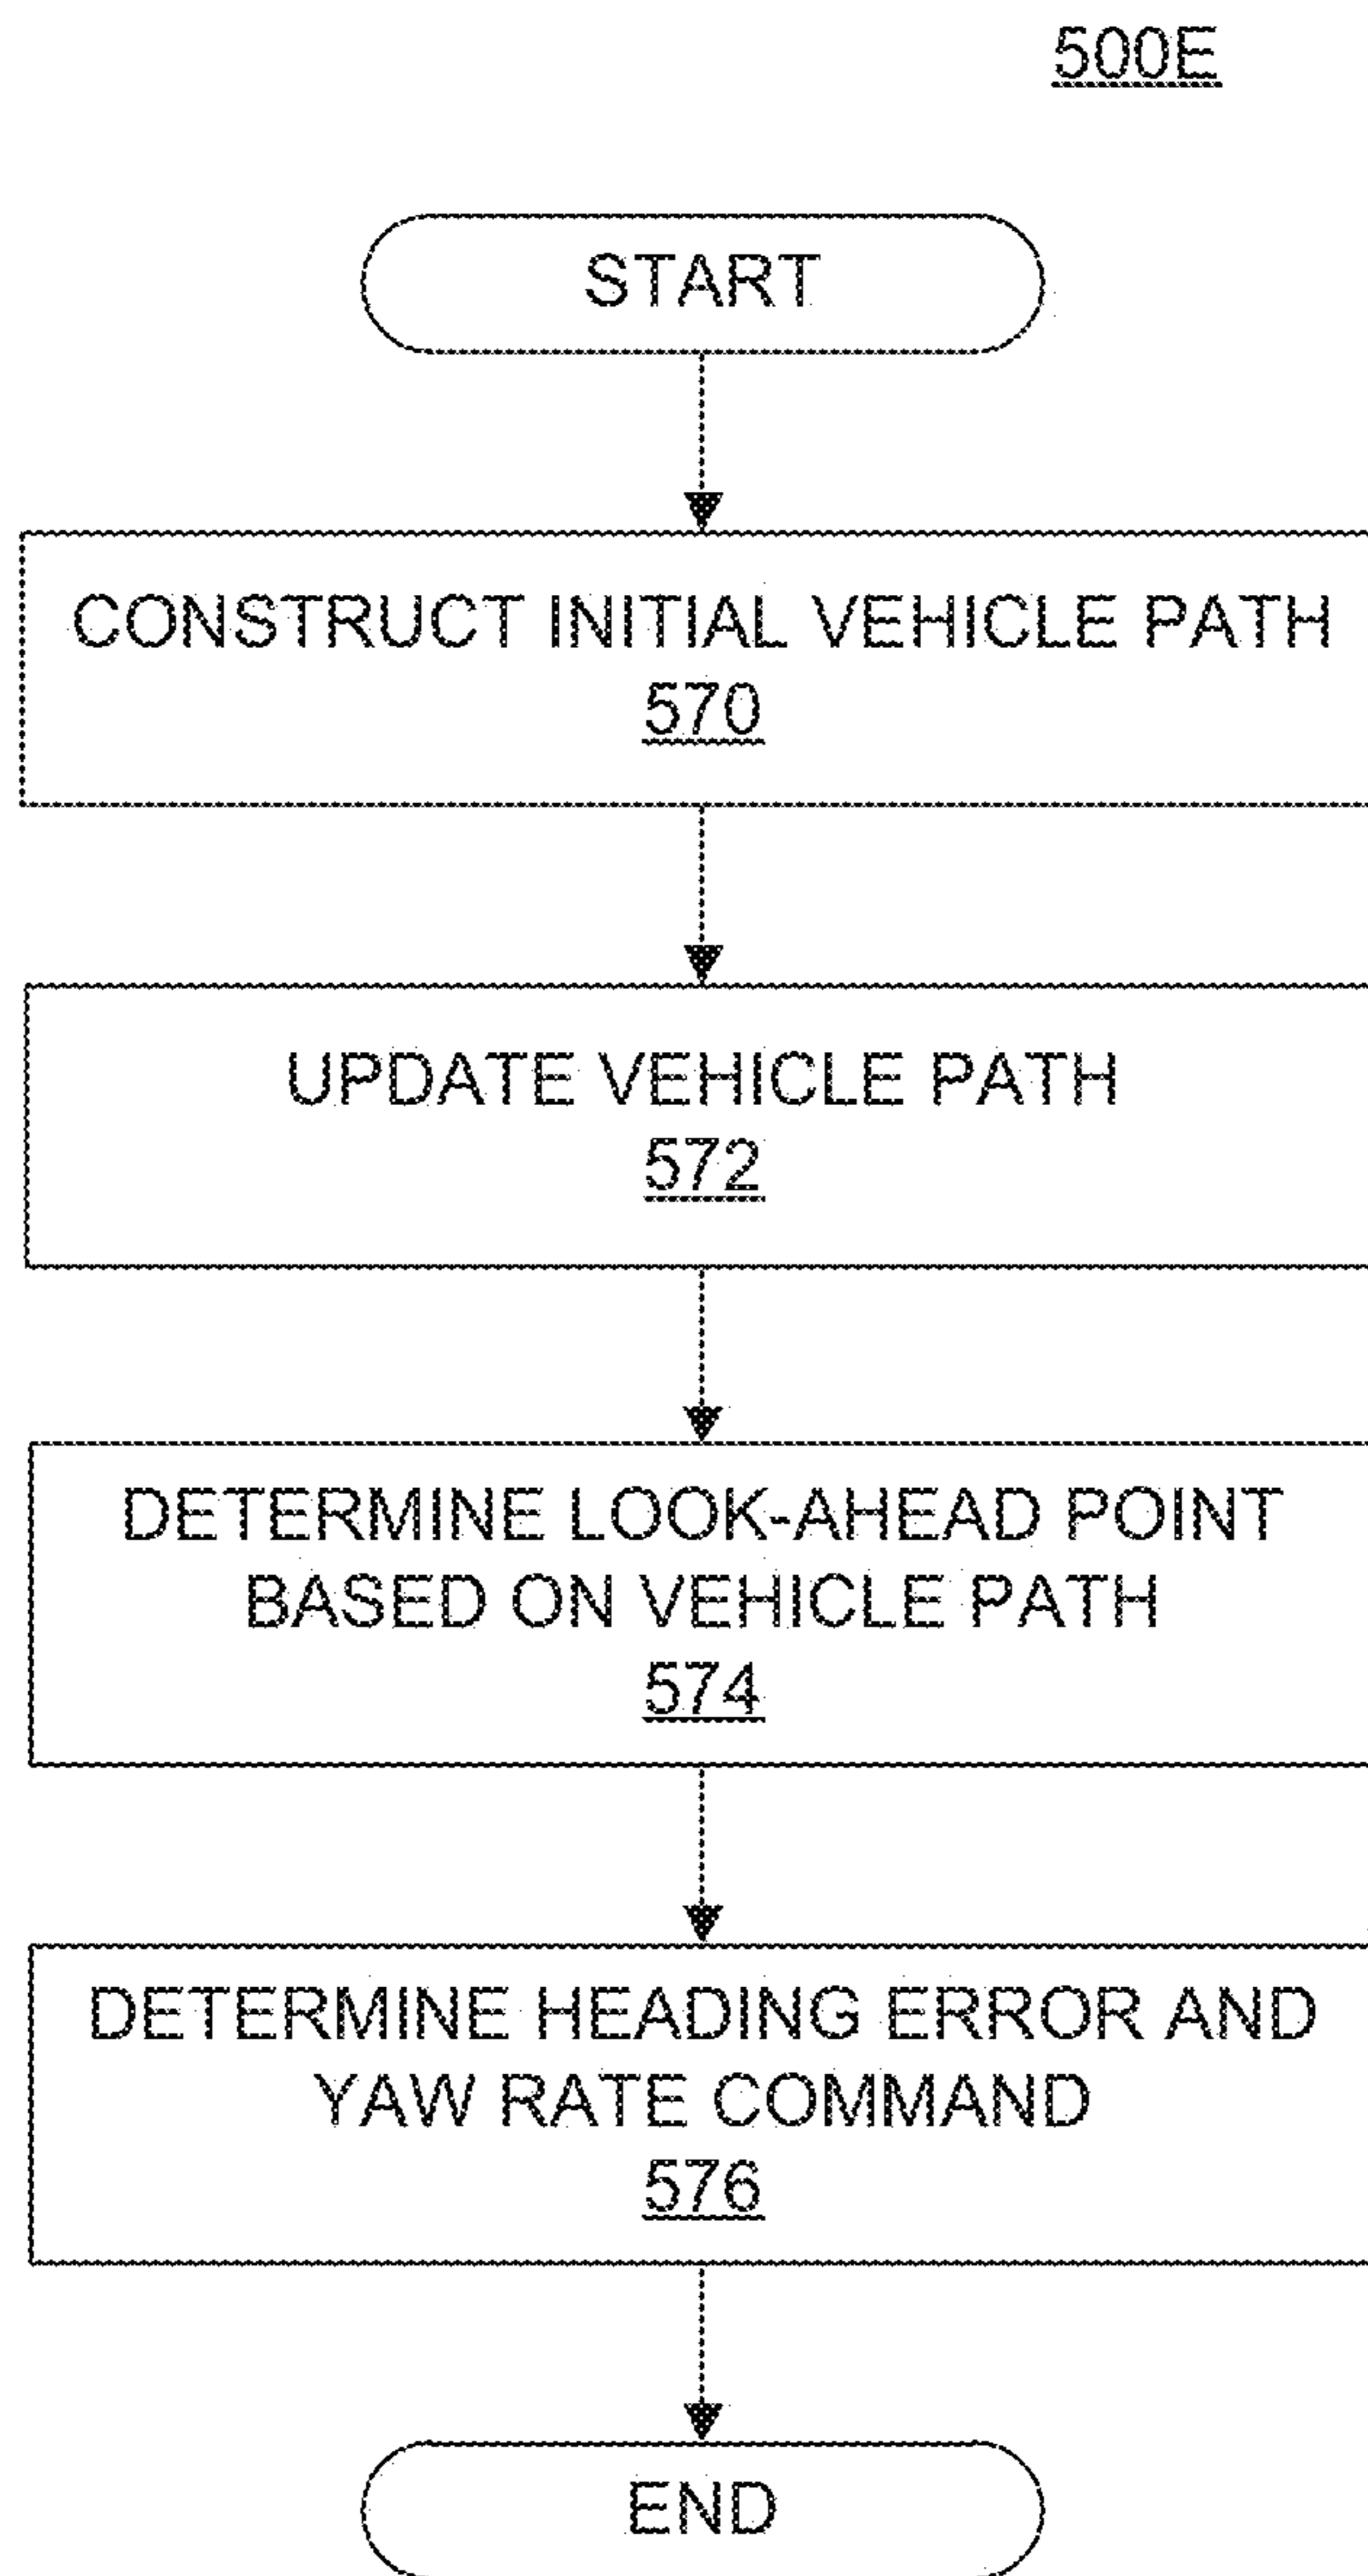 500E
START
CONSTRUCT INITIAL VEHICLE PATH
570
UPDATE VEHICLE PATH
572
DETERMINE LOOK-AHEAD POINT
BASED ON VEHICLE PATH
574
DETERMINE HEADING ERROR AND
YAW RATE COMMAND
576
END